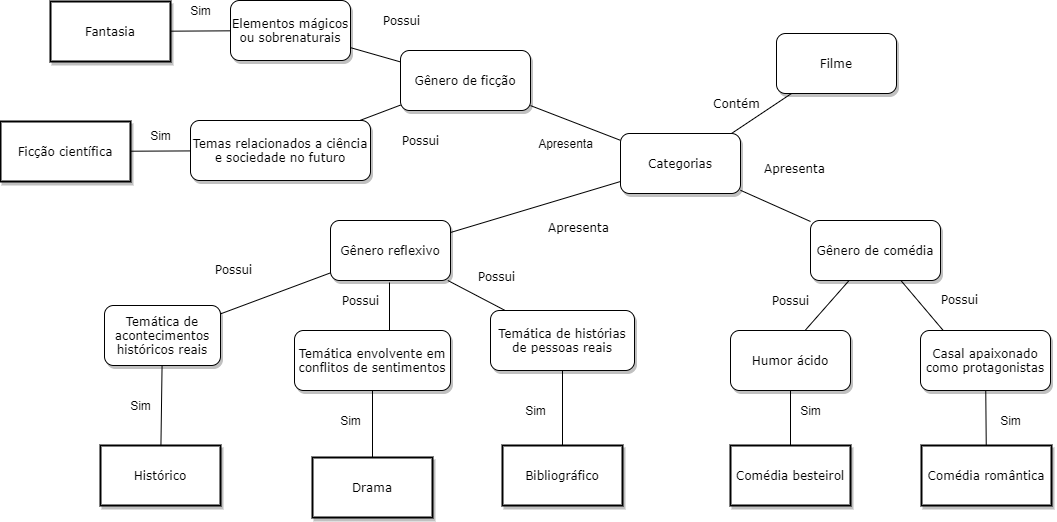 Fantasia
Sim
Elementos mágicos
ou sobrenaturais
Possui
Gênero de ficção
Filme
Contém
Ficção científica
Sim
Temas relacionados a ciência
e sociedade no futuro
Possui
Apresenta
Categorias
Apresenta
Apresenta
Gênero reflexivo
Gênero de comédia
Possui
Possui
Possui
Possui
Possui
Temática de
acontecimentos
históricos reais
Temática envolvente em
conflitos de sentimentos
Temática de histórias
de pessoas reais
Humor ácido
Casal apaixonado
como protagonistas
Sim
Sim
Sim
Sim
Sim
Histórico
Drama
Bibliográfico
Comédia besteirol
Comédia romântica